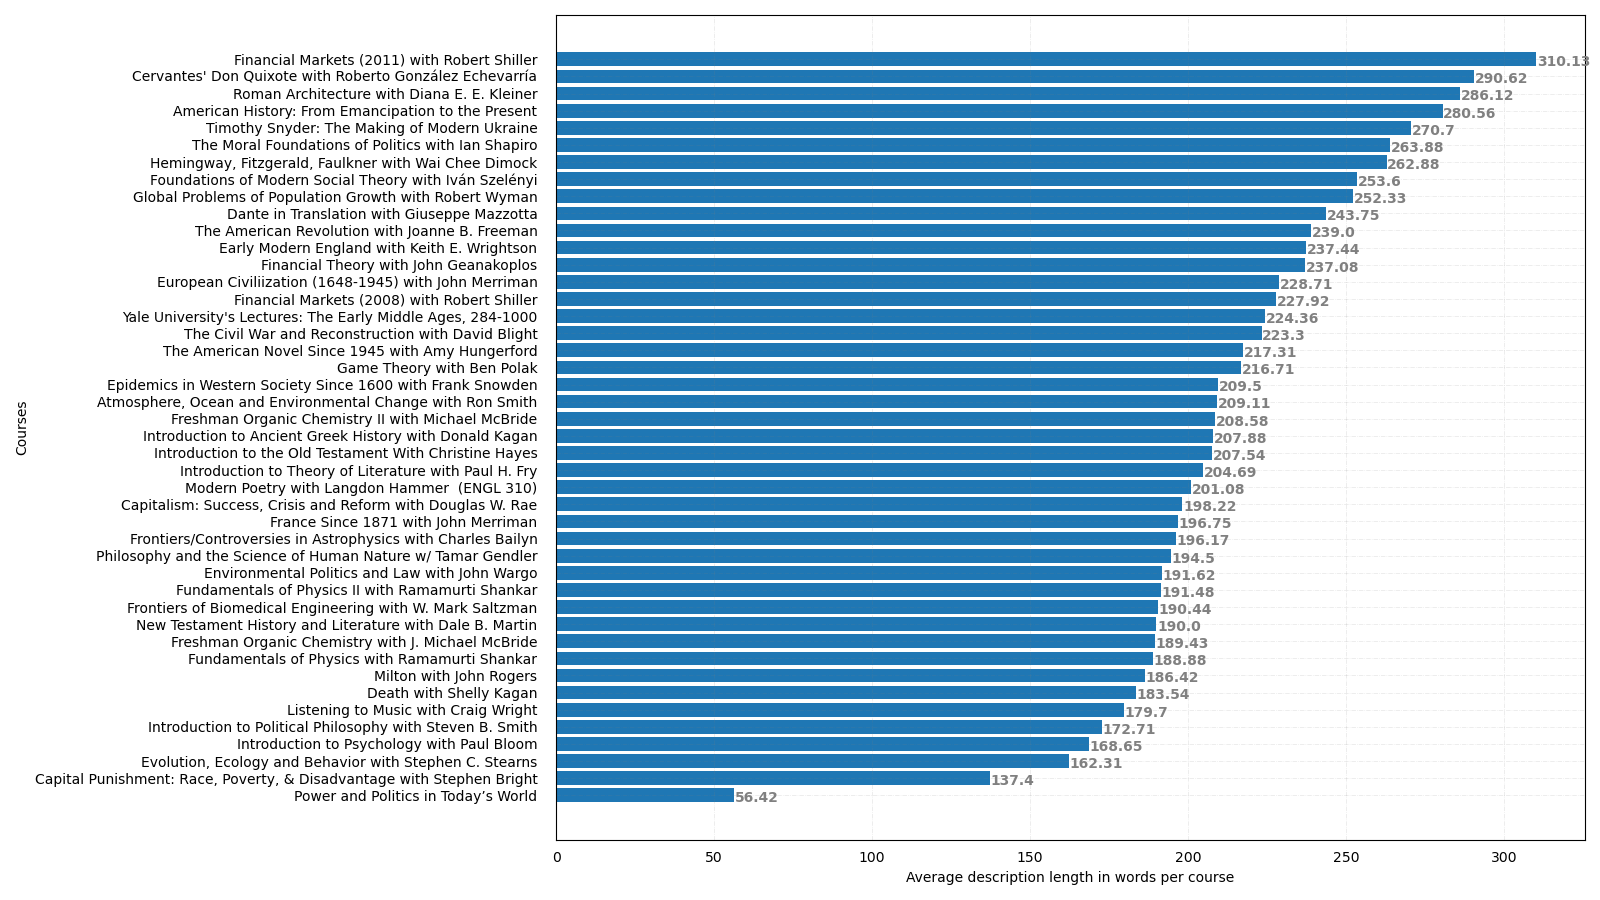 Financial Markets (2011) with Robert Shiller 310.13
Cervantes' Don Quixote with Roberto González Echevarría 290.62
Roman Architecture with Diana E. E. Kleiner 286.12
American History: From Emancipation to the Present 280.56
Timothy Snyder: The Making of Modern Ukraine 270.7
The Moral Foundations of Politics with Ian Shapiro 263.88
Hemingway, Fitzgerald, Faulkner with Wai Chee Dimock 262.88
Foundations of Modern Social Theory with Iván Szelényi 253.6
Global Problems of Population Growth with Robert Wyman 252.33
Dante in Translation with Giuseppe Mazzotta 243.75
The American Revolution with Joanne B. Freeman 239.0
Early Modern England with Keith E. Wrightson 237.44
Financial Theory with John Geanakoplos 237.08
European Civiliization (1648-1945) with John Merriman 228.71
Financial Markets (2008) with Robert Shiller 227.92
Yale University's Lectures: The Early Middle Ages, 284-1000 224.36
The Civil War and Reconstruction with David Blight 223.3
The American Novel Since 1945 with Amy Hungerford 217.31
Game Theory with Ben Polak 216.71
Epidemics in Western Society Since 1600 with Frank Snowden 209.5
Atmosphere, Ocean and Environmental Change with Ron Smith 209.11
Freshman Organic Chemistry II with Michael McBride 208.58
Introduction to Ancient Greek History with Donald Kagan 207.88
Introduction to the Old Testament With Christine Hayes 207.54
Introduction to Theory of Literature with Paul H. Fry 204.69
Modern Poetry with Langdon Hammer  (ENGL 310) 201.08
Capitalism: Success, Crisis and Reform with Douglas W. Rae 198.22
France Since 1871 with John Merriman 196.75
Frontiers/Controversies in Astrophysics with Charles Bailyn 196.17
Philosophy and the Science of Human Nature w/ Tamar Gendler 194.5
Environmental Politics and Law with John Wargo 191.62
Fundamentals of Physics II with Ramamurti Shankar 191.48
Frontiers of Biomedical Engineering with W. Mark Saltzman 190.44
New Testament History and Literature with Dale B. Martin 190.0
Freshman Organic Chemistry with J. Michael McBride 189.43
Fundamentals of Physics with Ramamurti Shankar 188.88
Milton with John Rogers 186.42
Death with Shelly Kagan 183.54
Listening to Music with Craig Wright 179.7
Introduction to Political Philosophy with Steven B. Smith 172.71
Introduction to Psychology with Paul Bloom 168.65
Evolution, Ecology and Behavior with Stephen C. Stearns 162.31
Capital Punishment: Race, Poverty, & Disadvantage with Stephen Bright 137.4
Power and Politics in Today’s World 56.42
Courses
0 50 100 150 200 250 300
Average description length in words per course